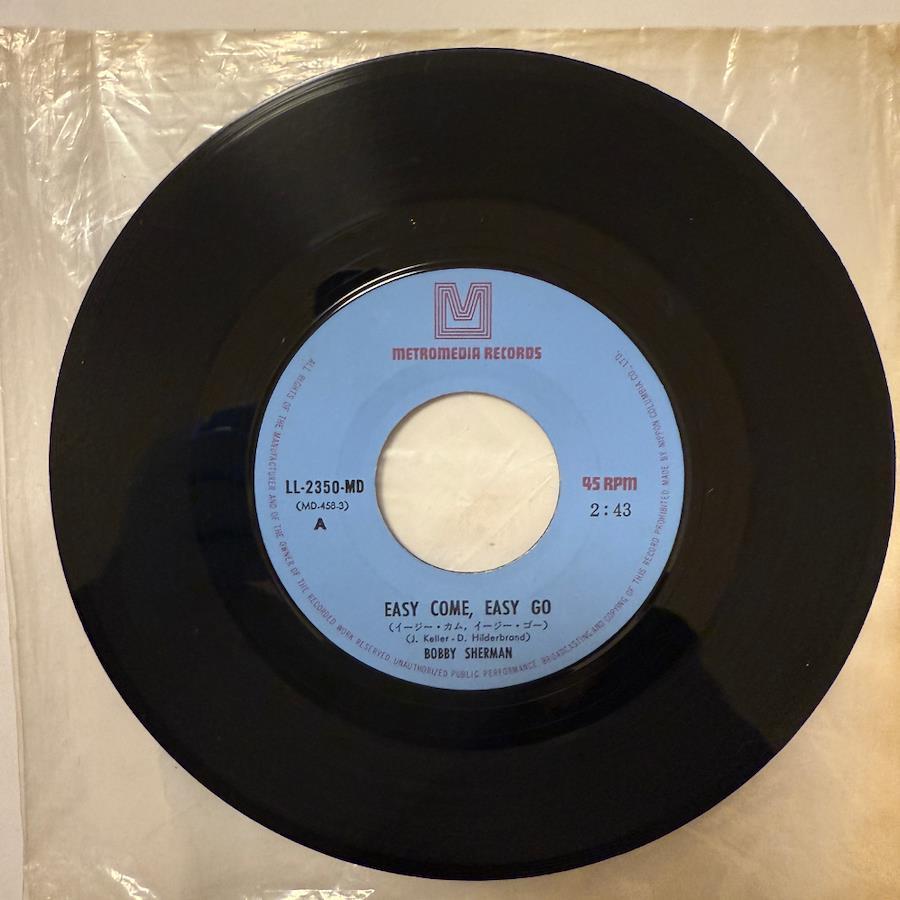 M
METROMEDIA RECORDS
LL-2350-MD
(MD-458-3)
A
45 RPM
2:43
EASY COME, EASY GO
(イージー・カム,イージー・ゴー)
(J. Keller - D. Hilderbrand)
BOBBY SHERMAN
ALL RIGHTS OF THE MANUFACTURER AND OF THE OWNER OF THE RECORDED WORK RESERVED UNAUTHORIZED PUBLIC PERFORMANCE BROADCASTING AND COPYING OF THIS RECORD PROHIBITED MADE BY NIPPON COLUMBIA CO., LTD.